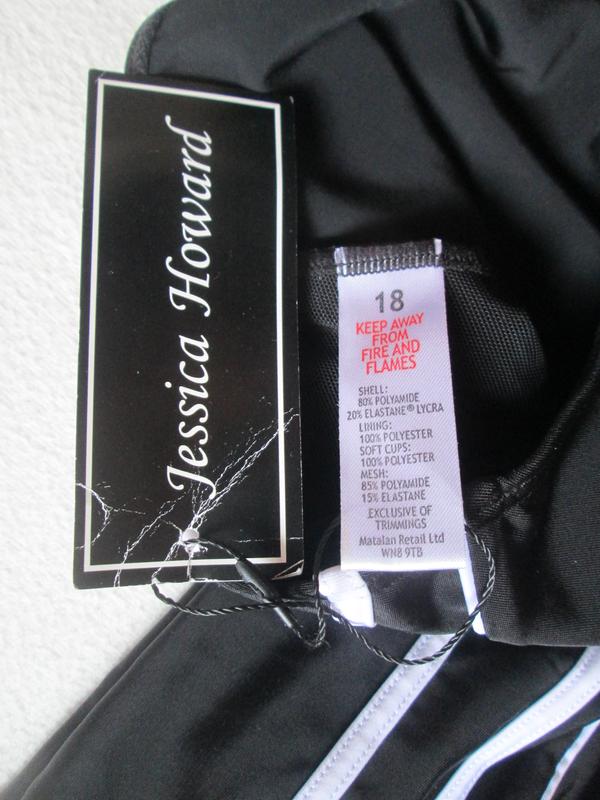 Jessica Howard
18
KEEP AWAY
FROM
FIRE AND
FLAMES
SHELL:
80% POLYAMIDE
20% ELASTANE® LYCRA
LINING:
100% POLYESTER
SOFT CUPS:
100% POLYESTER
MESH:
85% POLYAMIDE
15% ELASTANE
EXCLUSIVE OF
TRIMMINGS
Matalan Retail Ltd
WN8 9TB